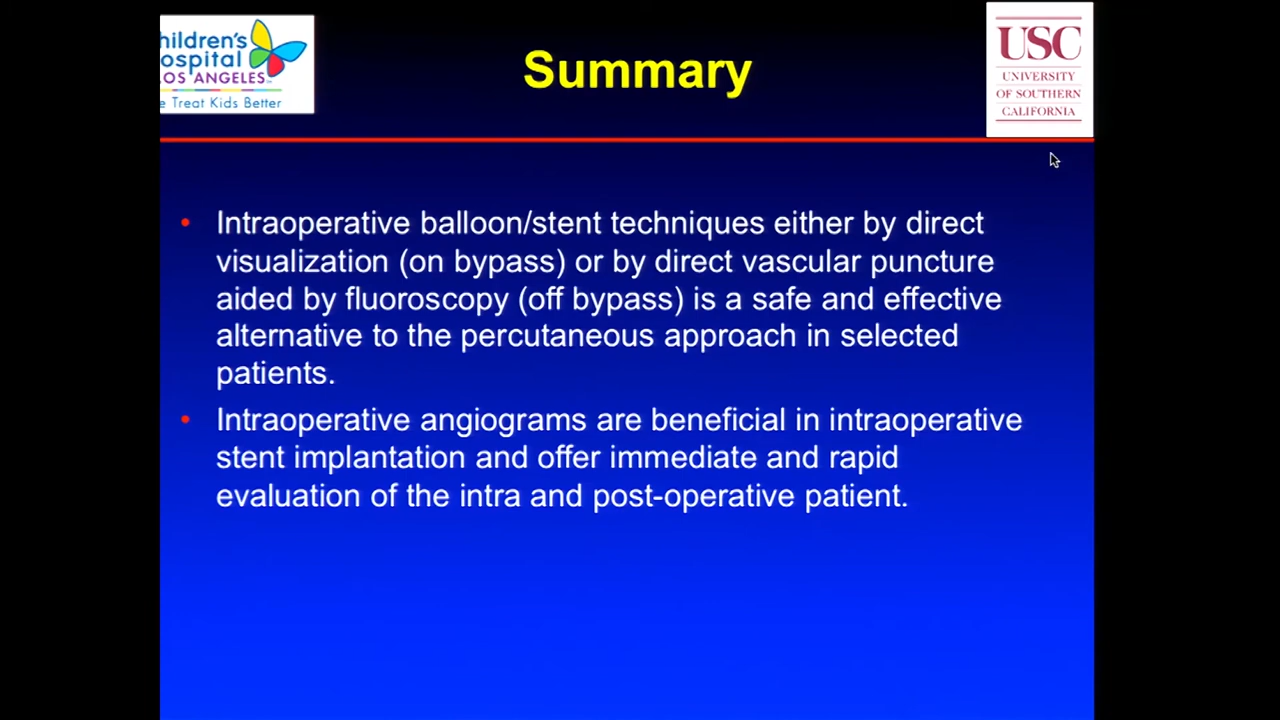 hildren's
ospital
LOS ANGELES
e Treat Kids Better
Summary
USC
UNIVERSITY
OF SOUTHERN
CALIFORNIA
• Intraoperative balloon/stent techniques either by direct
visualization (on bypass) or by direct vascular puncture
aided by fluoroscopy (off bypass) is a safe and effective
alternative to the percutaneous approach in selected
patients.
• Intraoperative angiograms are beneficial in intraoperative
stent implantation and offer immediate and rapid
evaluation of the intra and post-operative patient.